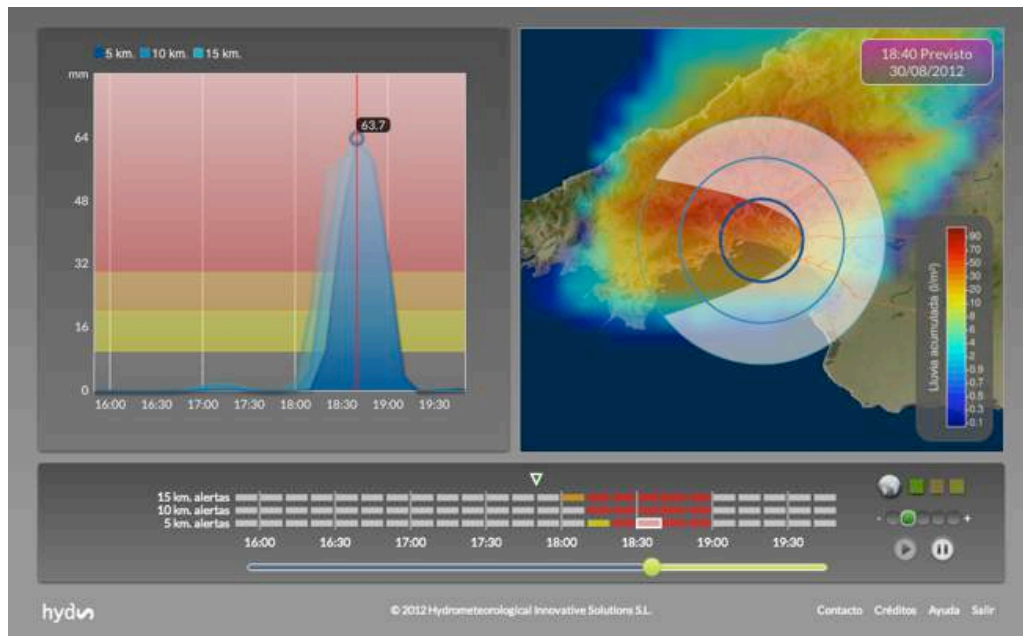 5 km. 10 km. 15 km.
mm
64
48
32
16
0
63.7
16:00 16:30 17:00 17:30 18:00 18:30 19:00 19:30
18:40 Previsto
30/08/2012
Lluvia acumulada (l/m²)
90
70
50
30
20
10
8
6
4
2
0.9
0.7
0.5
0.3
0.1
15 km. alertas
10 km. alertas
5 km. alertas
16:00 16:30 17:00 17:30 18:00 18:30 19:00 19:30
- +
hyds
© 2012 Hydrometeorological Innovative Solutions S.L.
Contacto Créditos Ayuda Salir